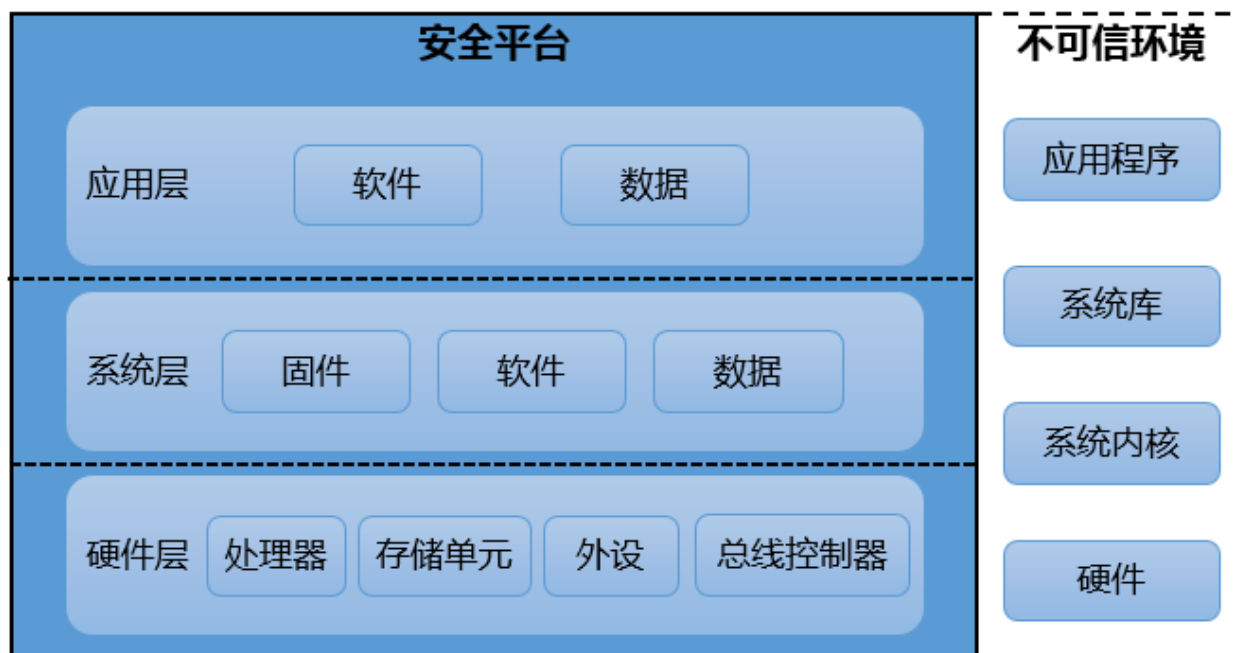 安全平台
不可信环境
应用层 软件 数据
应用程序
系统层 固件 软件 数据
系统库
系统内核
硬件层 处理器 存储单元 外设 总线控制器
硬件